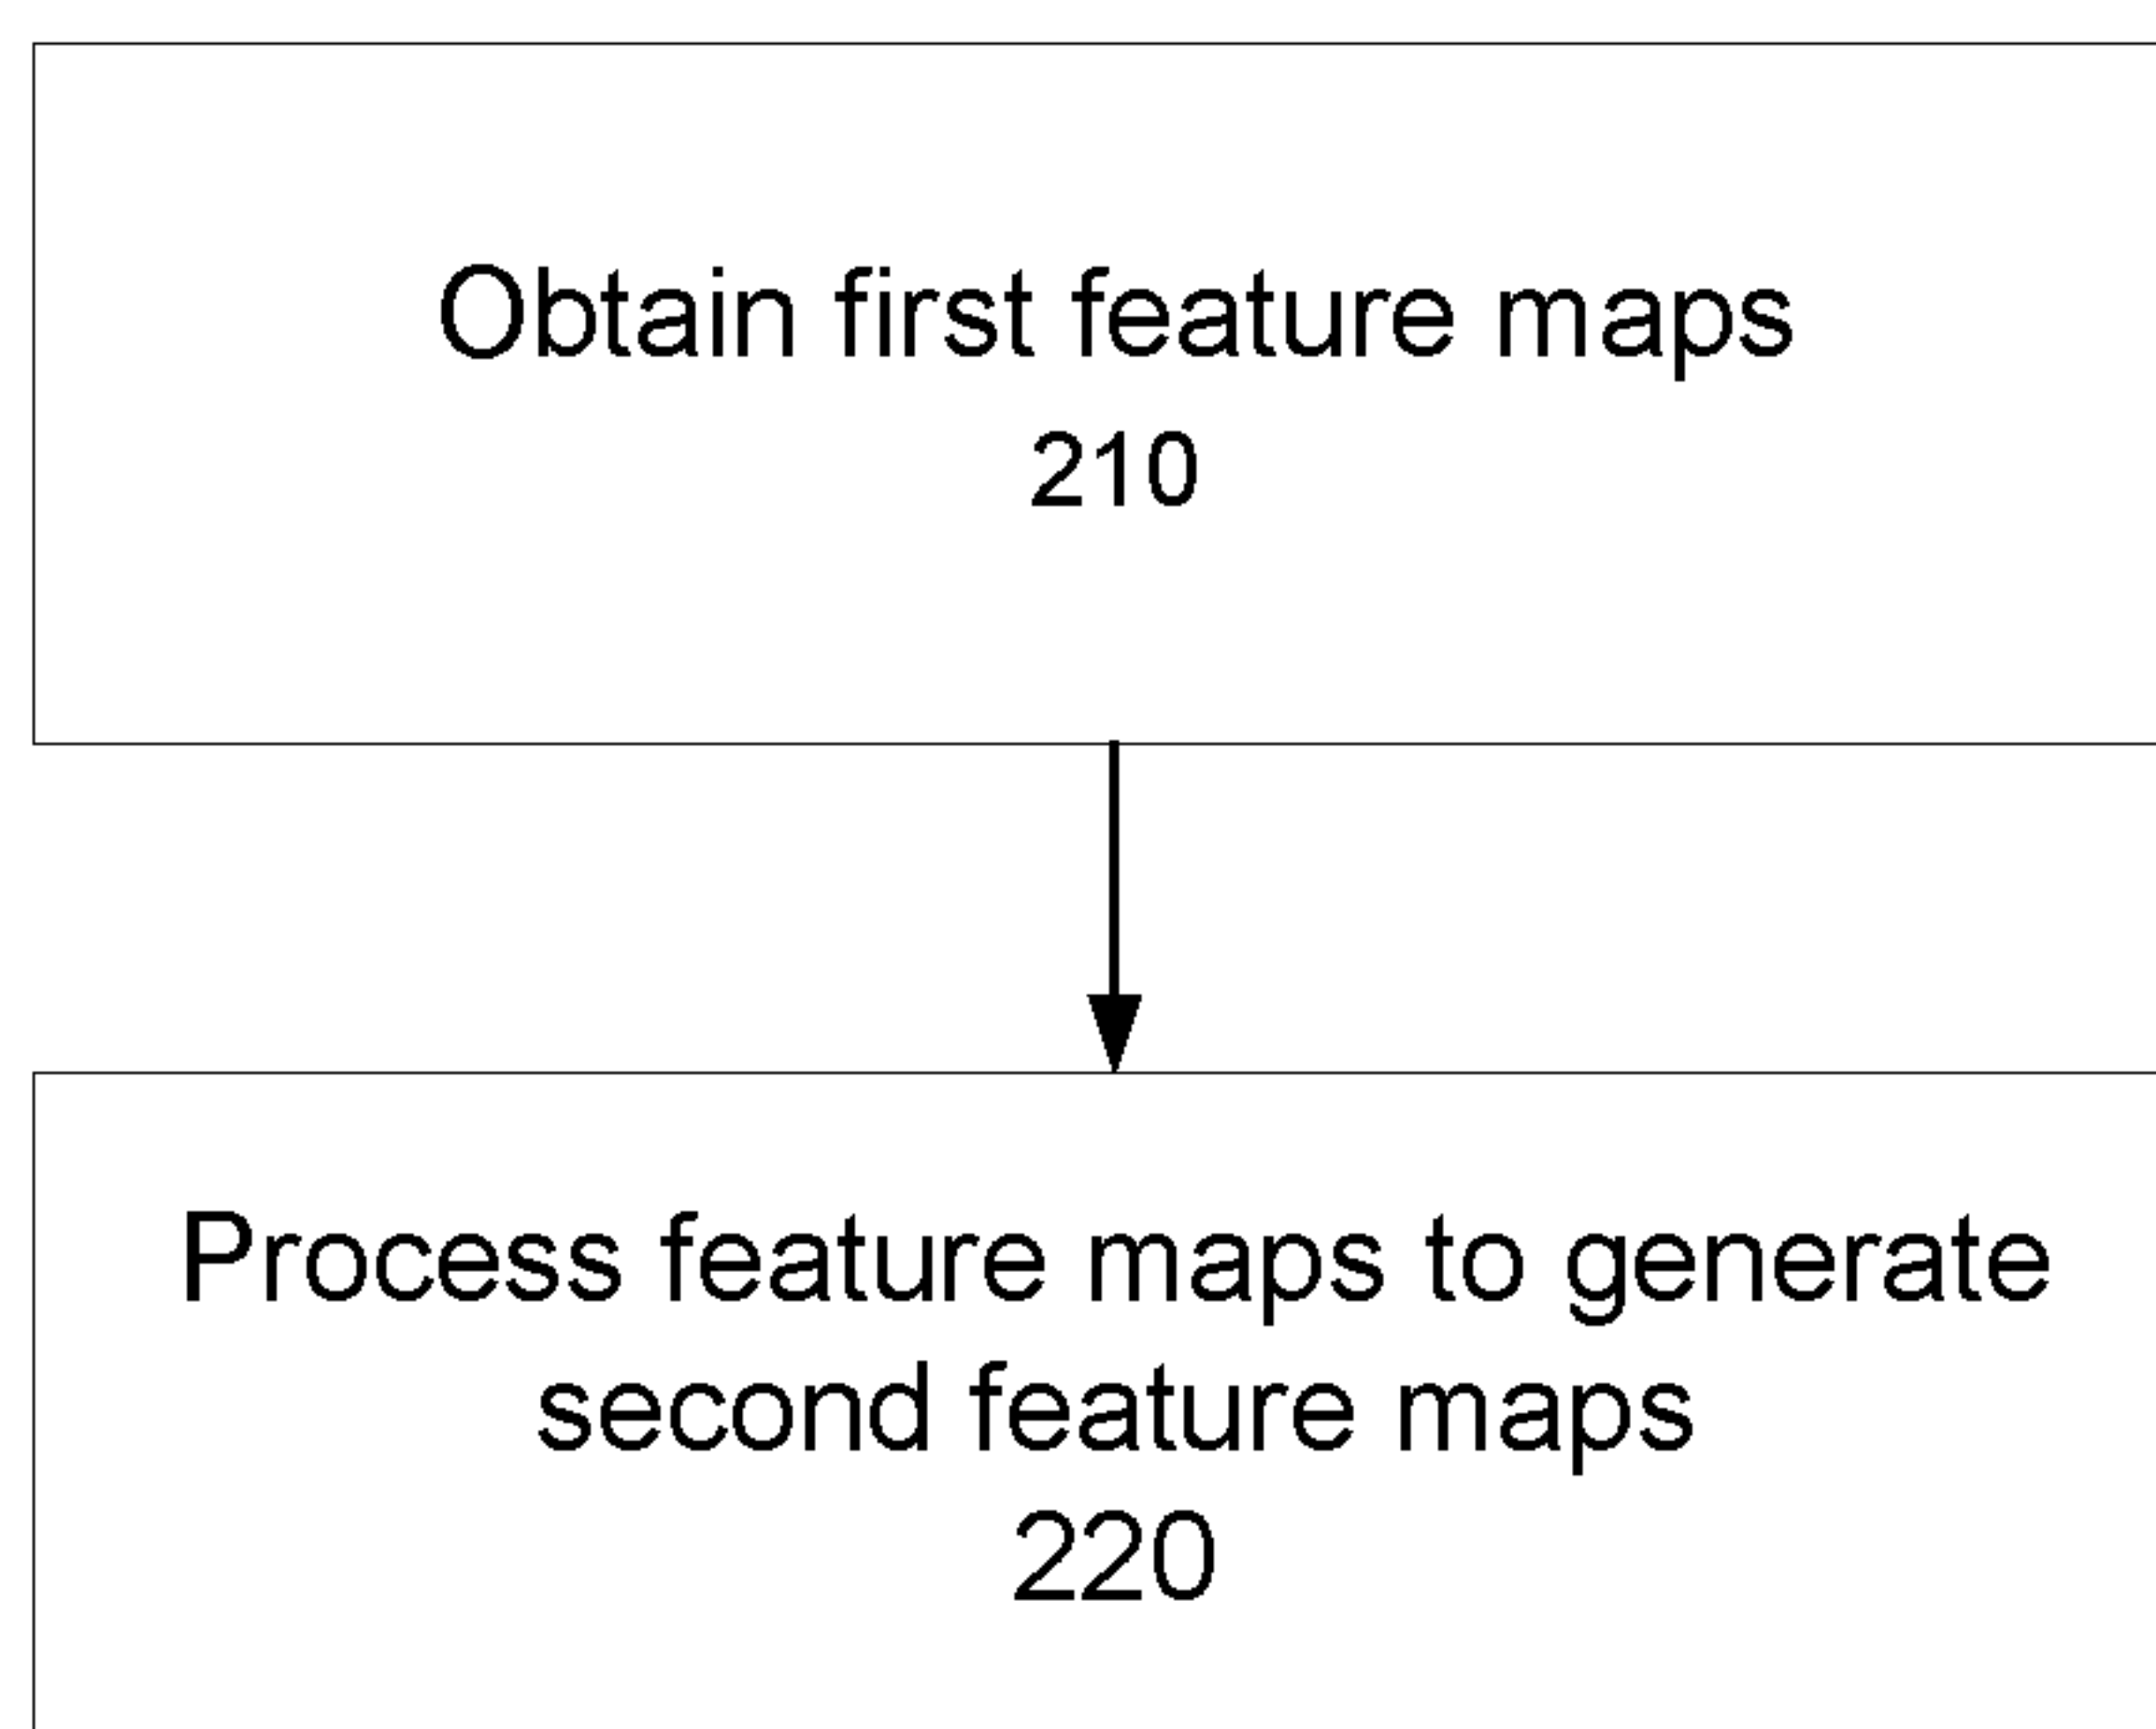 Obtain first feature maps
210
Process feature maps to generate
second feature maps
220